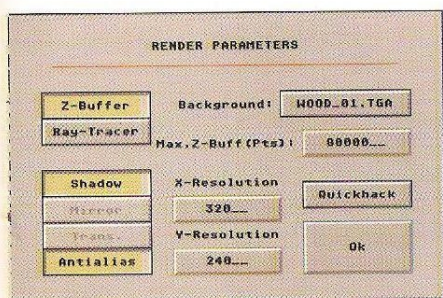 RENDER PARAMETERS
Z-Buffer
Background:
WOOD_01.TGA
Ray-Tracer
Max.Z-Buff(Pts):
80000__
Shadow
X-Resolution
Mirror
320__
Quickhack
Trans.
Y-Resolution
Antialias
240__
Ok